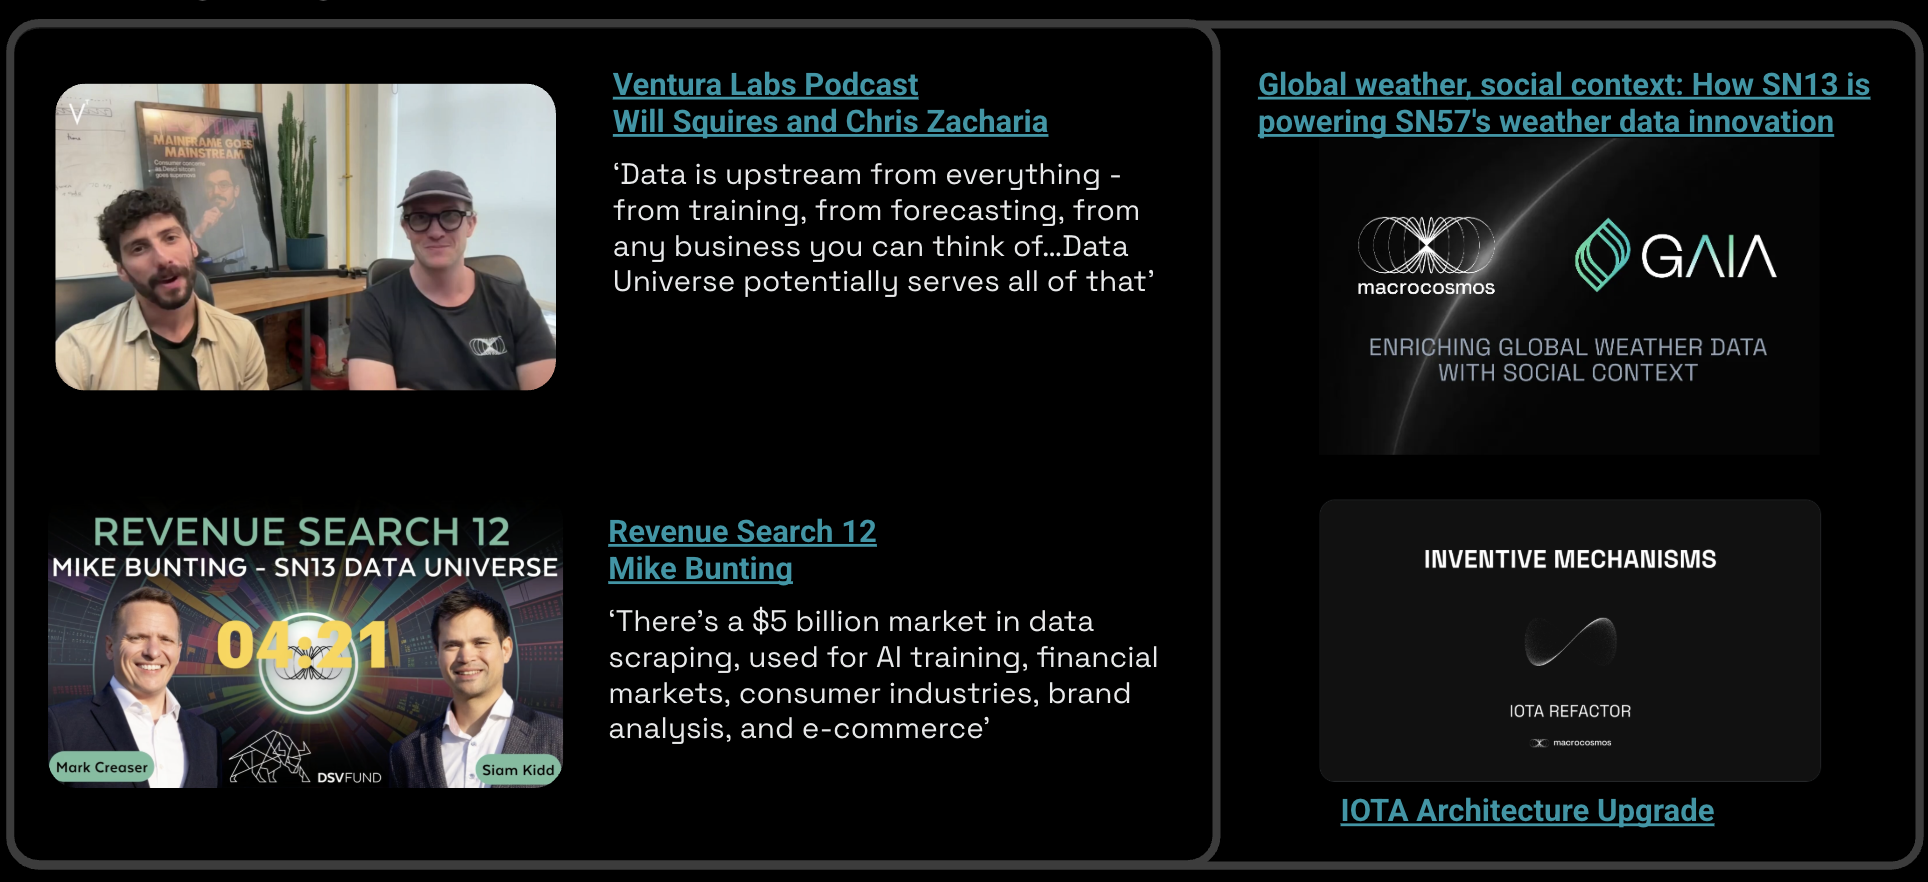 V
MAINFRAME GOES
MAINSTREAM
Consumer concerns
goes supernova
Ventura Labs Podcast
Will Squires and Chris Zacharia
‘Data is upstream from everything -
from training, from forecasting, from
any business you can think of...Data
Universe potentially serves all of that’
REVENUE SEARCH 12
MIKE BUNTING - SN13 DATA UNIVERSE
04:21
Mark Creaser
DSVFUND
Siam Kidd
Revenue Search 12
Mike Bunting
‘There’s a $5 billion market in data
scraping, used for AI training, financial
markets, consumer industries, brand
analysis, and e-commerce’
Global weather, social context: How SN13 is
powering SN57's weather data innovation
macrocosmos
GAIA
ENRICHING GLOBAL WEATHER DATA
WITH SOCIAL CONTEXT
INVENTIVE MECHANISMS
IOTA REFACTOR
macrocosmos
IOTA Architecture Upgrade